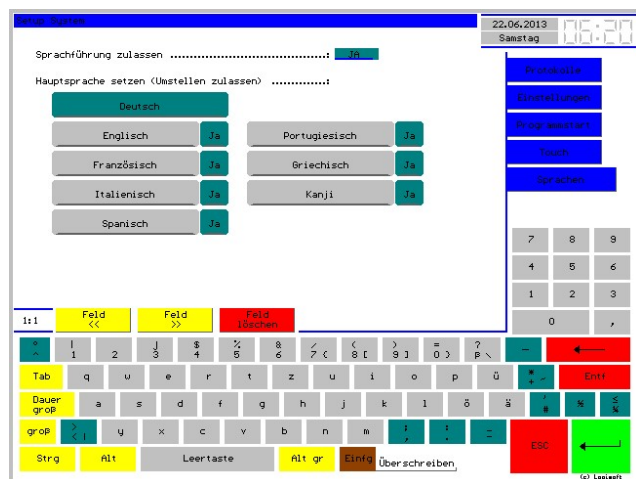 Setup System
22.06.2013
Samstag
06:20
Sprachführung zulassen ................................: JA
Hauptsprache setzen (Umstellen zulassen) ............:
Deutsch
Englisch Ja Portugiesisch Ja
Französisch Ja Griechisch Ja
Italienisch Ja Kanji Ja
Spanisch Ja
Protokolle
Einstellungen
Programmstart
Touch
Sprachen
7 8 9
4 5 6
1 2 3
0 ,
1:1 Feld << Feld >> Feld löschen
° ^ ! 1 2 3 $ 4 % 5 & 6 / 7 { ( 8 [ ) 9 ] = 0 } ? β \ ←
Tab q w e r t z u i o p ü * + ~ Entf
Dauer groß a s d f g h j k l ö ä ' #
groß > < | y x c v b n m ; , : . _ -
ESC
Strg Alt Leertaste Alt gr Einfg Überschreiben
(c) Logisoft